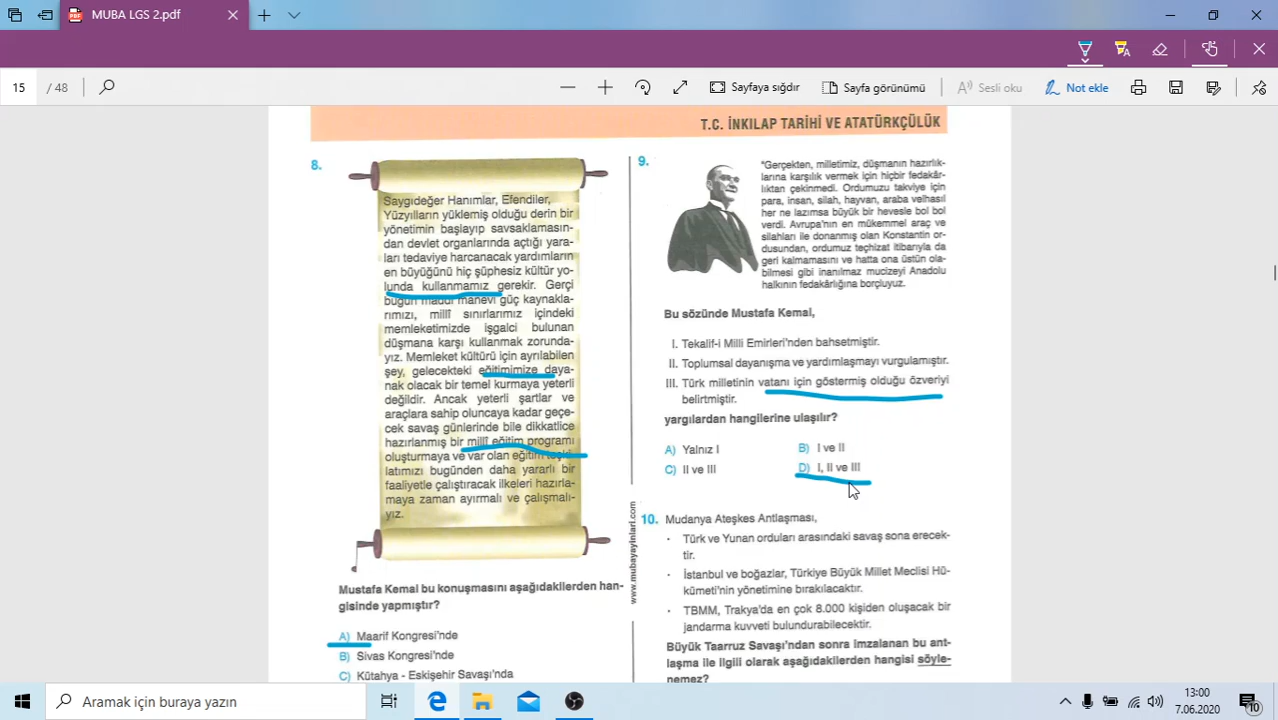 MUBA LGS 2.pdf
15 / 48
Sayfaya sığdır
Sayfa görünümü
Sesli oku
Not ekle
T.C. İNKILAP TARİHİ VE ATATÜRKÇÜLÜK
8.
Saygıdeğer Hanımlar, Efendiler,
Yüzyılların yüklemiş olduğu derin bir
yönetimin başlayıp savsaklamasın-
dan devlet organlarında açtığı yara-
ları tedaviye harcanacak yardımların
en büyüğünü hiç şüphesiz kültür yo-
lunda kullanmamız gerekir. Gerçi
bugün maddi manevi güç kaynakla-
rımızı, millî sınırlarımız içindeki
memleketimizde işgalci bulunan
düşmana karşı kullanmak zorunda-
yız. Memleket kültürü için ayrılabilen
şey, gelecekteki eğitimimize daya-
nak olacak bir temel kurmaya yeterli
değildir. Ancak yeterli şartlar ve
araçlara sahip oluncaya kadar geçe-
cek savaş günlerinde bile dikkatlice
hazırlanmış bir millî eğitim programı
oluşturmaya ve var olan eğitim teşki-
latımızı bugünden daha yararlı bir
faaliyetle çalıştıracak ilkeleri hazırla-
maya zaman ayırmalı ve çalışmalı-
yız.
Mustafa Kemal bu konuşmasını aşağıdakilerden han-
gisinde yapmıştır?
A) Maarif Kongresi'nde
B) Sivas Kongresi'nde
C) Kütahya - Eskişehir Savaşı'nda
www.mubayayinlari.com
9.
"Gerçekten, milletimiz, düşmanın hazırlık-
larına karşılık vermek için hiçbir fedakâr-
lıktan çekinmedi. Ordumuzu takviye için
para, insan, silah, hayvan, araba velhasıl
her ne lazımsa büyük bir hevesle bol bol
verdi. Avrupa'nın en mükemmel araç ve
silahları ile donanmış olan Konstantin or-
dusundan, ordumuz teçhizat itibarıyla da
geri kalmamasını ve hatta ona üstün ola-
bilmesi gibi inanılmaz mucizeyi Anadolu
halkının fedakârlığına borçluyuz.
Bu sözünde Mustafa Kemal,
I. Tekalif-i Milli Emirleri'nden bahsetmiştir.
II. Toplumsal dayanışma ve yardımlaşmayı vurgulamıştır.
III. Türk milletinin vatanı için göstermiş olduğu özveriyi
belirtmiştir.
yargılardan hangilerine ulaşılır?
A) Yalnız I
B) I ve II
C) II ve III
D) I, II ve III
10. Mudanya Ateşkes Antlaşması,
· Türk ve Yunan orduları arasındaki savaş sona erecek-
tir.
· İstanbul ve boğazlar, Türkiye Büyük Millet Meclisi Hü-
kümeti'nin yönetimine bırakılacaktır.
· TBMM, Trakya'da en çok 8.000 kişiden oluşacak bir
jandarma kuvveti bulundurabilecektir.
Büyük Taarruz Savaşı'ndan sonra imzalanan bu ant-
laşma ile ilgili olarak aşağıdakilerden hangisi söyle-
nemez?
Aramak için buraya yazın
13:00
7.06.2020
10